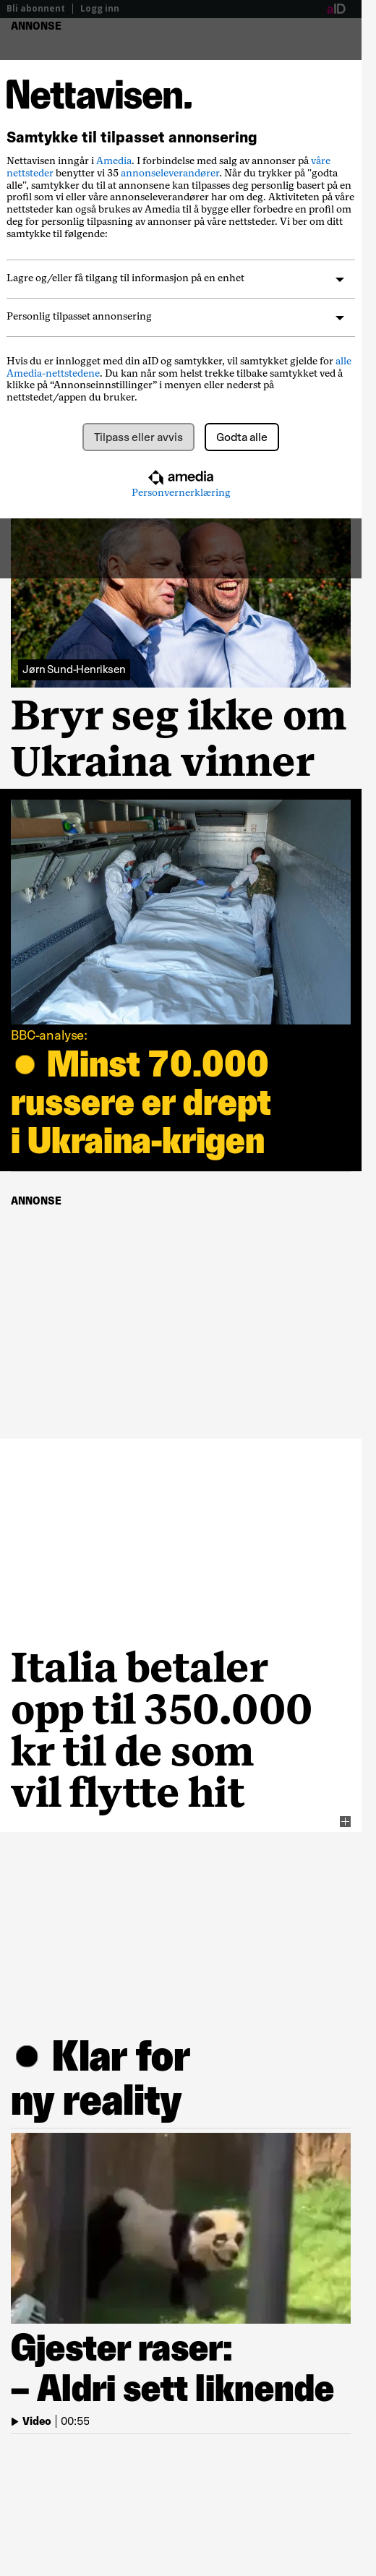 Bli abonnent | Logg inn
aID
ANNONSE
Nettavisen.
Samtykke til tilpasset annonsering
Nettavisen inngår i Amedia. I forbindelse med salg av annonser på våre
nettsteder benytter vi 35 annonseleverandører. Når du trykker på "godta
alle", samtykker du til at annonsene kan tilpasses deg personlig basert på en
profil som vi eller våre annonseleverandører har om deg. Aktiviteten på våre
nettsteder kan også brukes av Amedia til å bygge eller forbedre en profil om
deg for personlig tilpasning av annonser på våre nettsteder. Vi ber om ditt
samtykke til følgende:
Lagre og/eller få tilgang til informasjon på en enhet
Personlig tilpasset annonsering
Hvis du er innlogget med din aID og samtykker, vil samtykket gjelde for alle
Amedia-nettstedene. Du kan når som helst trekke tilbake samtykket ved å
klikke på “Annonseinnstillinger” i menyen eller nederst på
nettstedet/appen du bruker.
Tilpass eller avvis
Godta alle
amedia
Personvernerklæring
Jørn Sund-Henriksen
Bryr seg ikke om
Ukraina vinner
BBC-analyse:
● Minst 70.000
russere er drept
i Ukraina-krigen
ANNONSE
Italia betaler
opp til 350.000
kr til de som
vil flytte hit
● Klar for
ny reality
Gjester raser:
– Aldri sett liknende
Video | 00:55